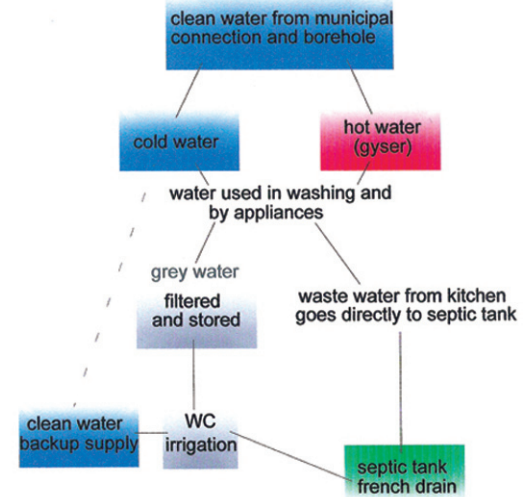 clean water from municipal
connection and borehole
cold water
hot water
(gyser)
water used in washing and
by appliances
grey water
filtered
and stored
waste water from kitchen
goes directly to septic tank
clean water
backup supply
WC
irrigation
septic tank
french drain